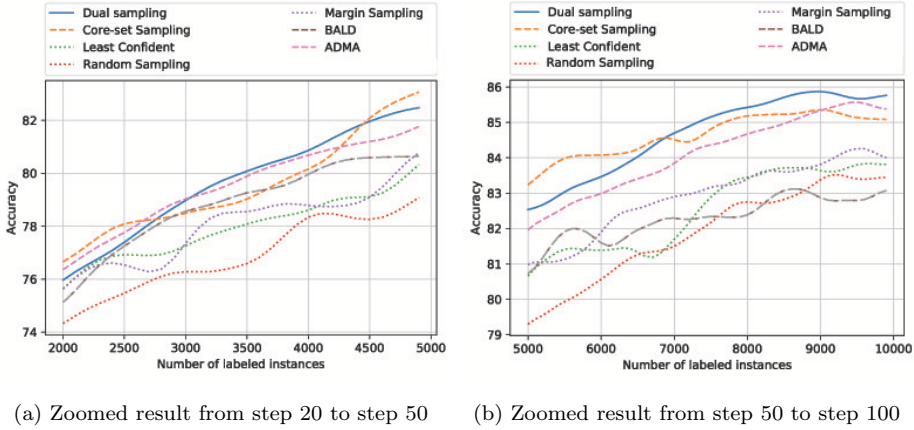 Dual sampling
Core-set Sampling
Least Confident
Random Sampling
Margin Sampling
BALD
ADMA
Accuracy
82
80
78
76
74
2000 2500 3000 3500 4000 4500 5000
Number of labeled instances
(a) Zoomed result from step 20 to step 50
Dual sampling
Core-set Sampling
Least Confident
Random Sampling
Margin Sampling
BALD
ADMA
Accuracy
86
85
84
83
82
81
80
79
5000 6000 7000 8000 9000 10000
Number of labeled instances
(b) Zoomed result from step 50 to step 100